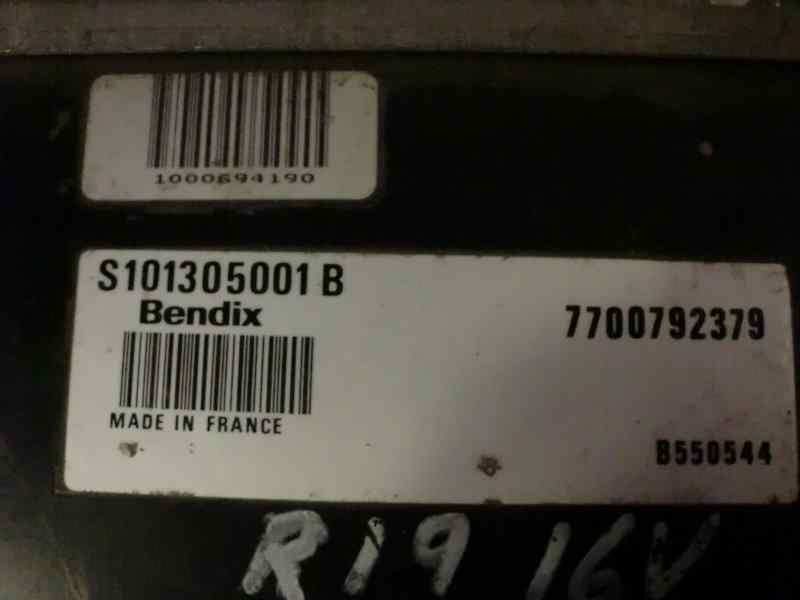 1000694190
S101305001 B
Bendix
7700792379
MADE IN FRANCE
B550544
R19 16V